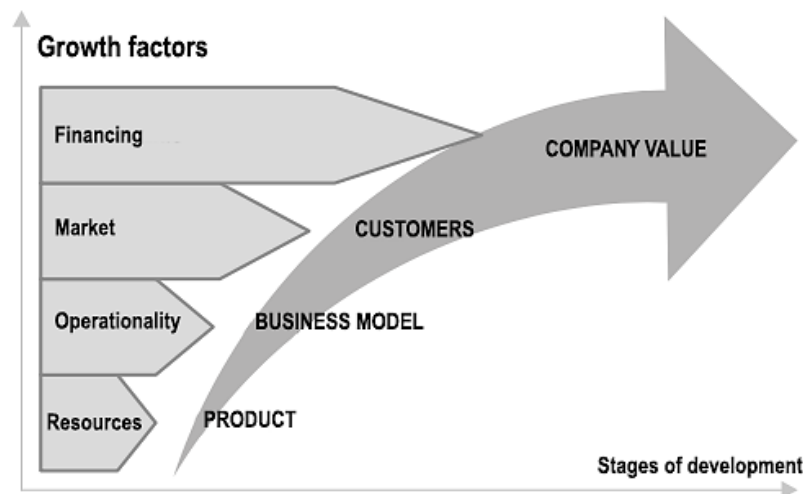 Growth factors
Financing
COMPANY VALUE
Market
CUSTOMERS
Operationality
BUSINESS MODEL
Resources
PRODUCT
Stages of development